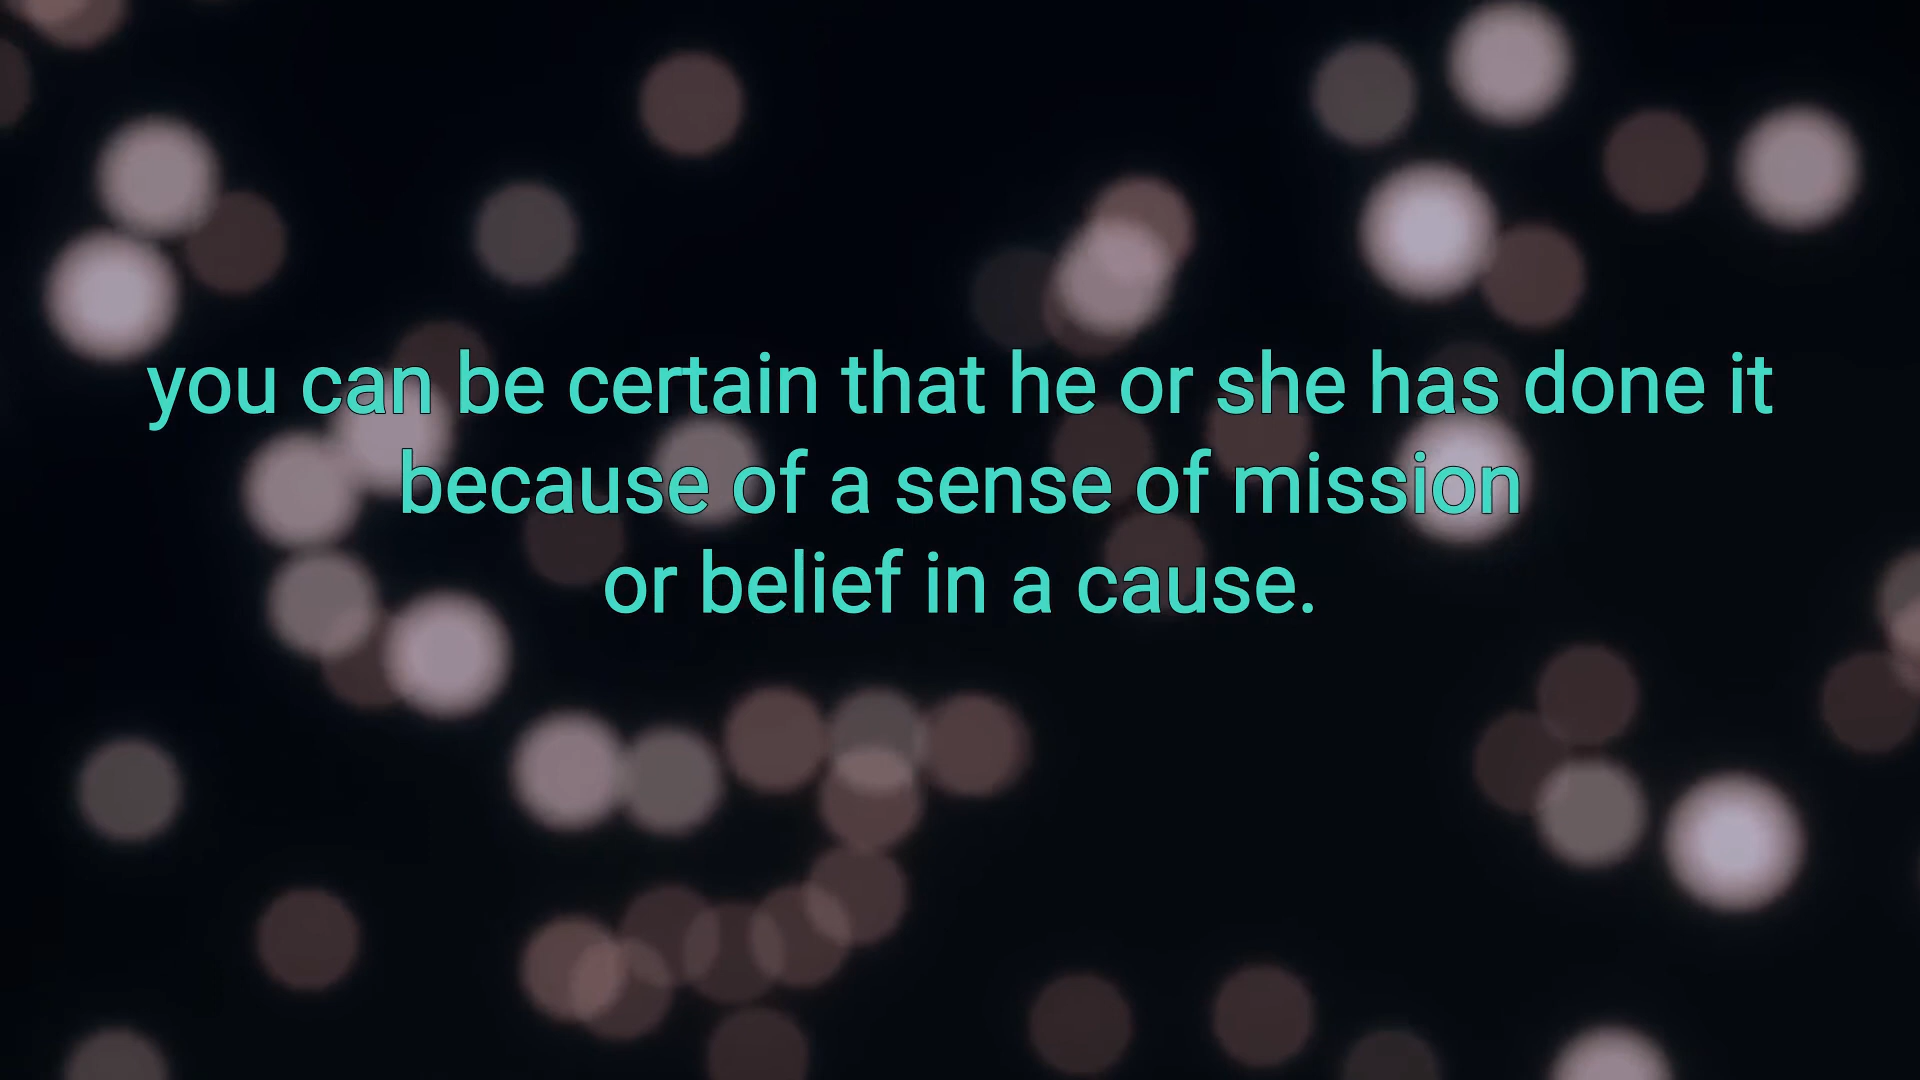 you can be certain that he or she has done it
because of a sense of mission
or belief in a cause.